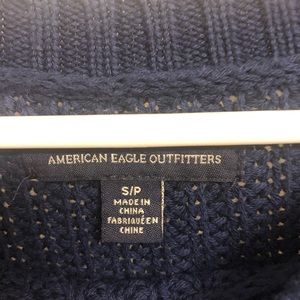 AMERICAN EAGLE OUTFITTERS
S/P
MADE IN
CHINA
FABRIQUÉ EN
CHINE